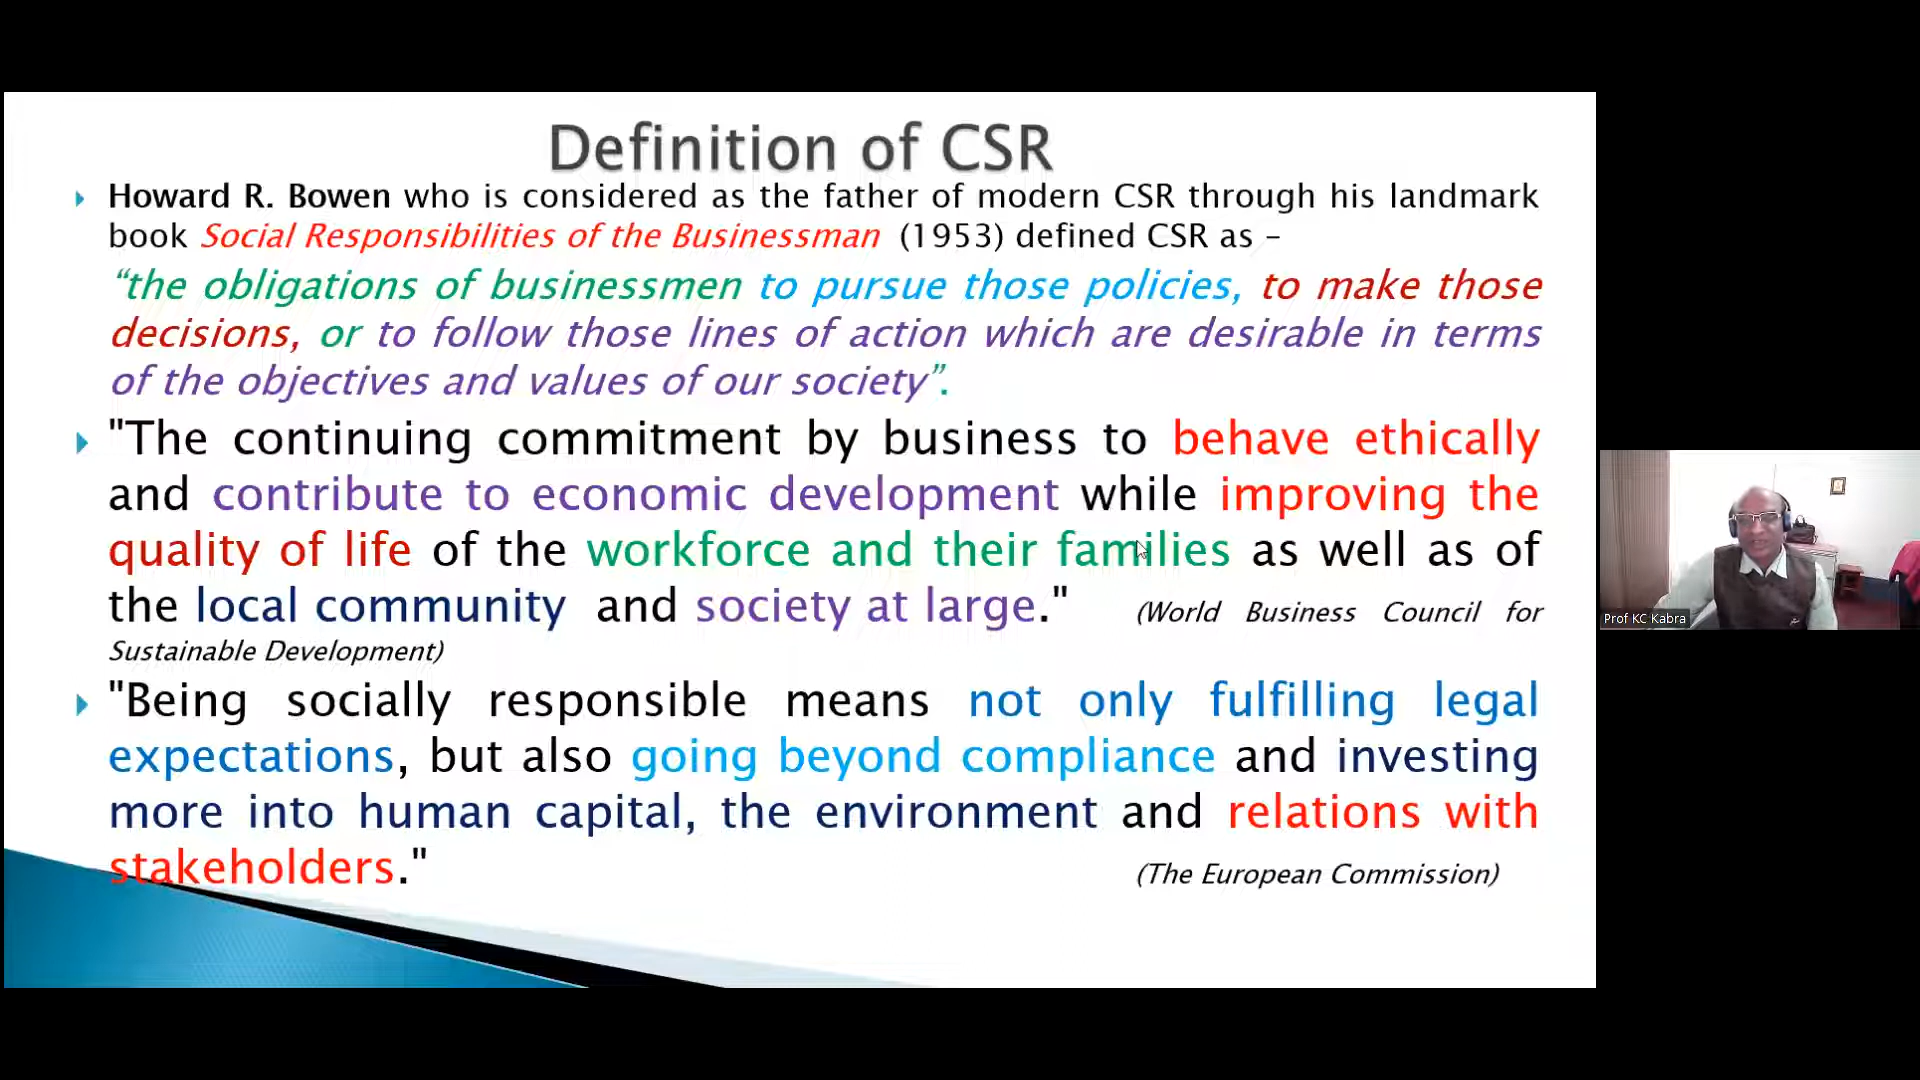 Definition of CSR
Howard R. Bowen who is considered as the father of modern CSR through his landmark
book Social Responsibilities of the Businessman (1953) defined CSR as –
“the obligations of businessmen to pursue those policies, to make those
decisions, or to follow those lines of action which are desirable in terms
of the objectives and values of our society”.
"The continuing commitment by business to behave ethically
and contribute to economic development while improving the
quality of life of the workforce and their families as well as of
the local community and society at large." (World Business Council for
Sustainable Development)
"Being socially responsible means not only fulfilling legal
expectations, but also going beyond compliance and investing
more into human capital, the environment and relations with
stakeholders." (The European Commission)
Prof KC Kabra